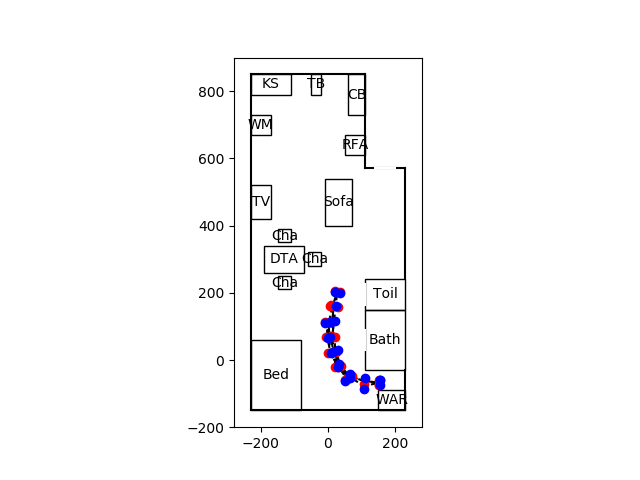 800
600
400
200
0
−200
−200
0
200
KS
TB
CB
WM
RFA
TV
Sofa
Cha
DTA
Cha
Cha
Toil
Bath
Bed
WAR